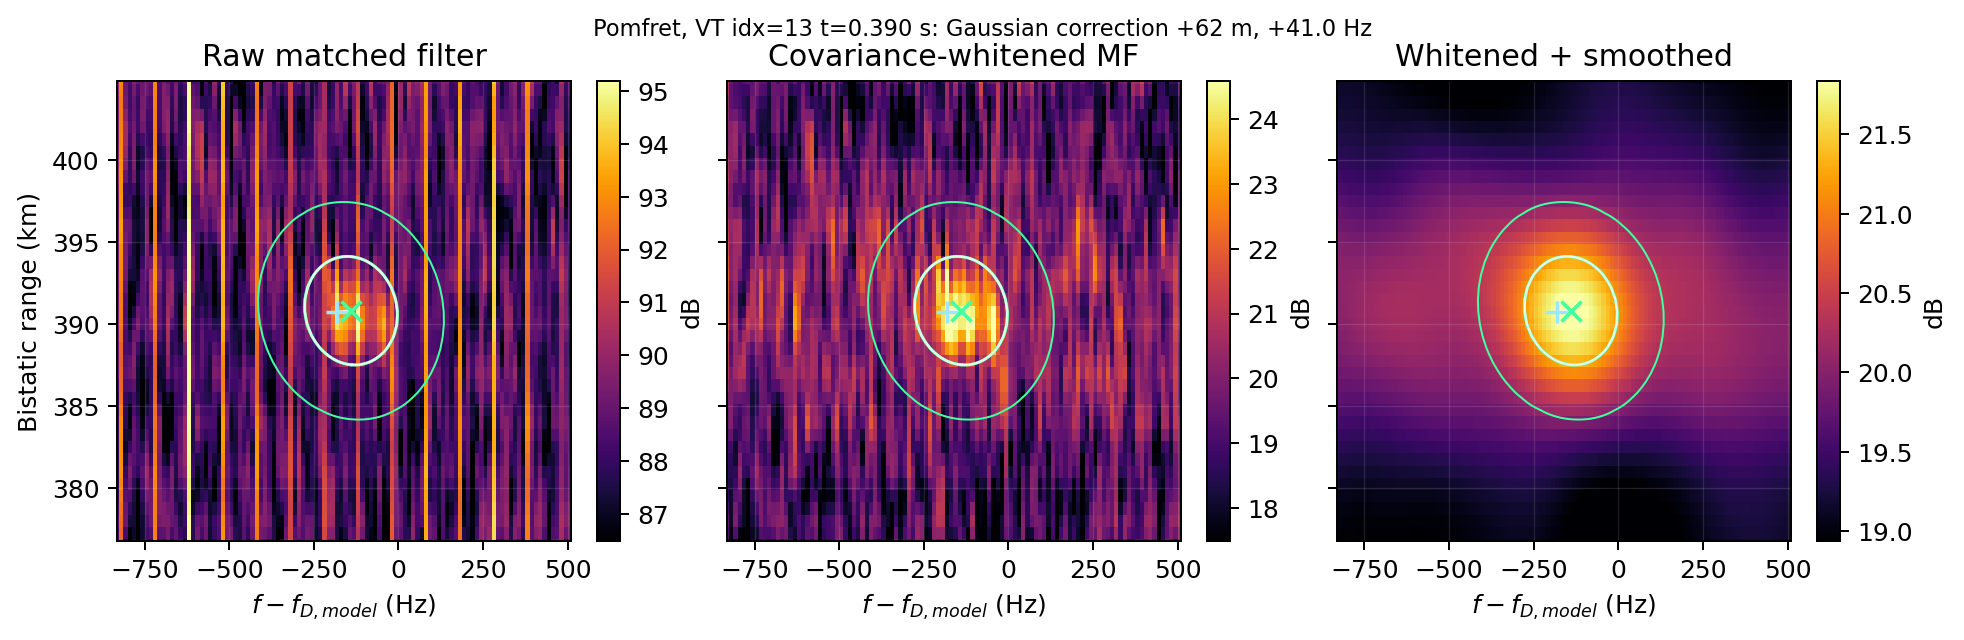 Pomfret, VT idx=13 t=0.390 s: Gaussian correction +62 m, +41.0 Hz
Raw matched filter
Bistatic range (km)
400
395
390
385
380
−750 −500 −250 0 250 500
f − f_{D, model} (Hz)
95
94
93
92
91
90
89
88
87
dB
Covariance-whitened MF
−750 −500 −250 0 250 500
f − f_{D, model} (Hz)
24
23
22
21
20
19
18
dB
Whitened + smoothed
−750 −500 −250 0 250 500
f − f_{D, model} (Hz)
21.5
21.0
20.5
20.0
19.5
19.0
dB